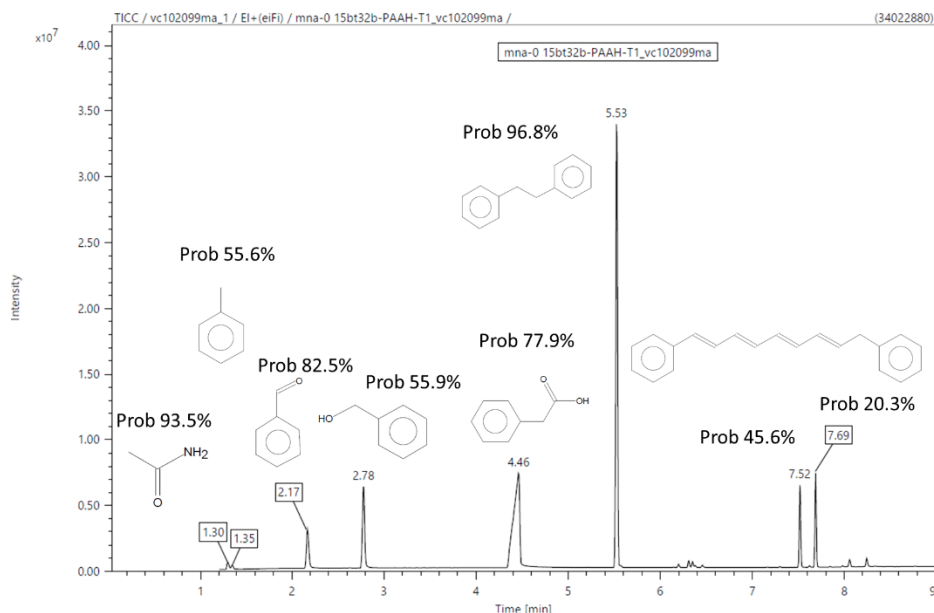 TICC / vc102099ma_1 / EI+(eiFi) / mna-0 15bt32b-PAAH-T1_vc102099ma /
(34022880)
×10⁷
4.00
mna-0 15bt32b-PAAH-T1_vc102099ma
5.53
3.50
Prob 96.8%
3.00
2.50
Prob 55.6%
Intensity
2.00
Prob 77.9%
Prob 82.5%
1.50
Prob 55.9%
O
O
OH
HO
Prob 20.3%
Prob 93.5%
Prob 45.6%
7.69
1.00
NH2
4.46
7.52
2.78
O
2.17
0.50
1.30
1.35
0.00
1
2
3
4
5
6
7
8
9
Time [min]